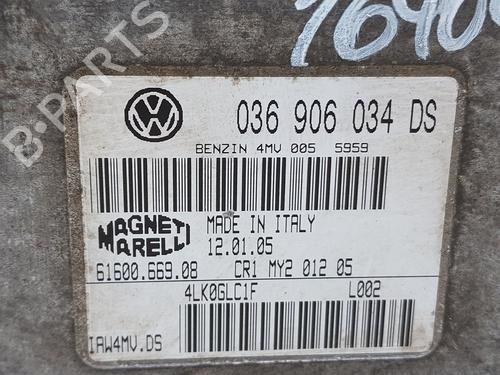 B-PARTS
036 906 034 DS
BENZIN 4MV 005 5959
MAGNETI MARELLI
MADE IN ITALY
12.01.05
61600.669.08 CR1 MY2 012 05
4LK0GLC1F L002
IAW4MV.DS